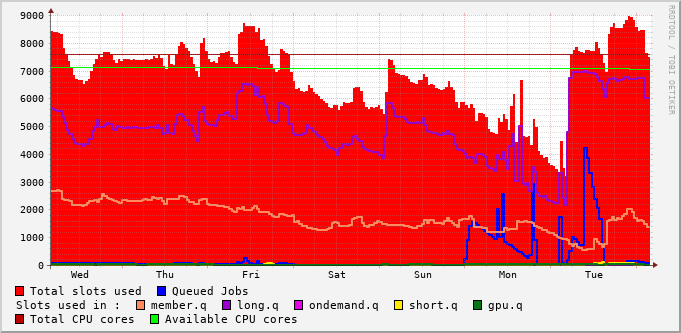 9000
8000
7000
6000
5000
4000
3000
2000
1000
0
Wed Thu Fri Sat Sun Mon Tue
RRDTOOL / TOBI OETIKER
Total slots used Queued Jobs
Slots used in : member.q long.q ondemand.q short.q gpu.q
Total CPU cores Available CPU cores